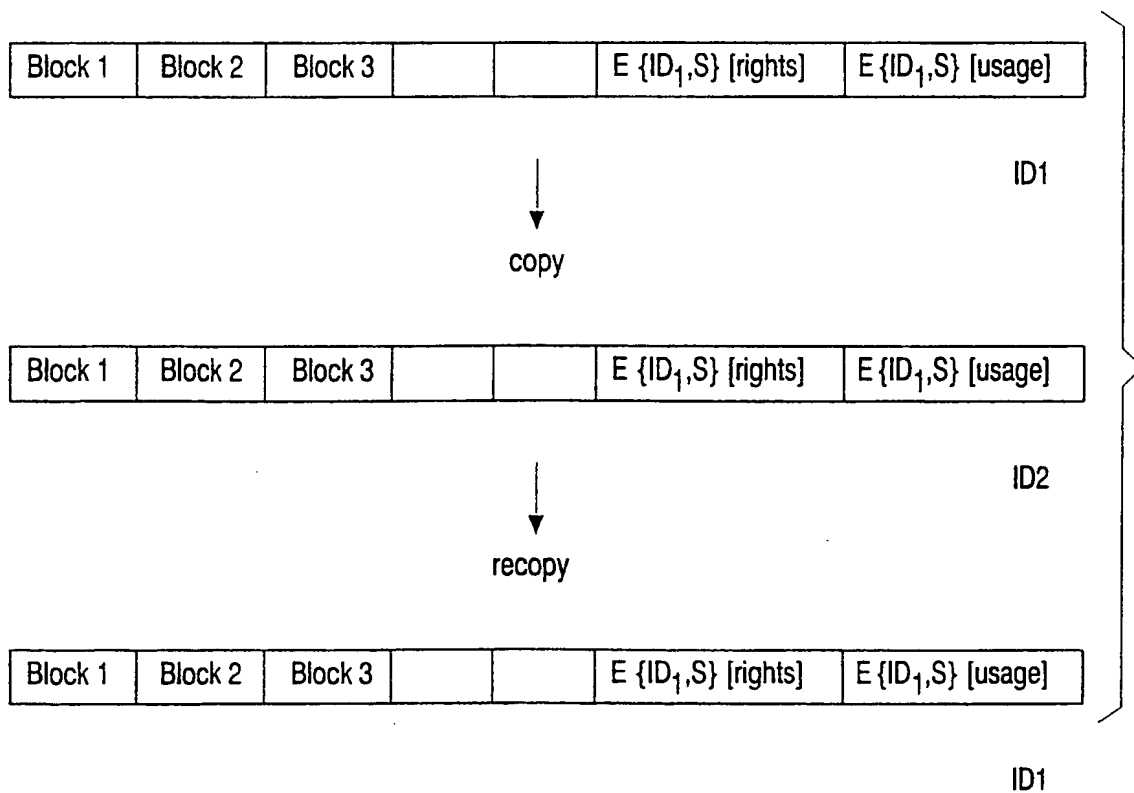 Block 1 Block 2 Block 3 E {ID₁,S} [rights] E {ID₁,S} [usage]
ID1
copy
Block 1 Block 2 Block 3 E {ID₁,S} [rights] E {ID₁,S} [usage]
ID2
recopy
Block 1 Block 2 Block 3 E {ID₁,S} [rights] E {ID₁,S} [usage]
ID1